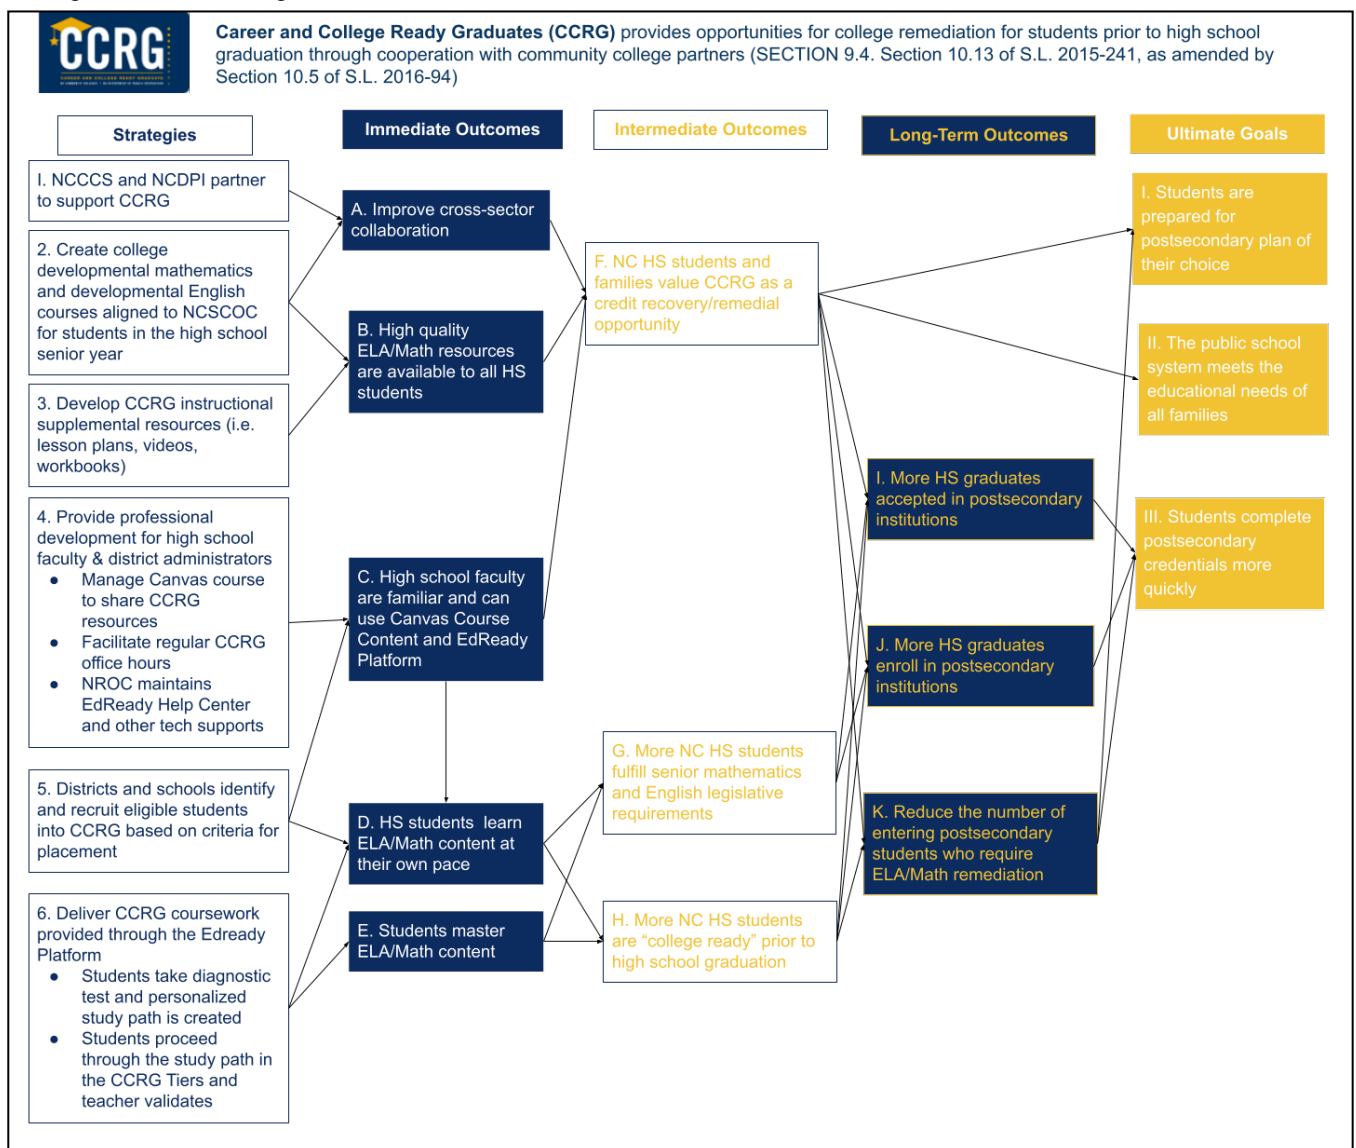 CCRG
Career and College Ready Graduates (CCRG) provides opportunities for college remediation for students prior to high school
graduation through cooperation with community college partners (SECTION 9.4. Section 10.13 of S.L. 2015-241, as amended by
Section 10.5 of S.L. 2016-94)
Strategies
I. NCCCS and NCDPI partner
to support CCRG
2. Create college
developmental mathematics
and developmental English
courses aligned to NCSCOC
for students in the high school
senior year
3. Develop CCRG instructional
supplemental resources (i.e.
lesson plans, videos,
workbooks)
4. Provide professional
development for high school
faculty & district administrators
● Manage Canvas course
to share CCRG
resources
● Facilitate regular CCRG
office hours
● NROC maintains
EdReady Help Center
and other tech supports
5. Districts and schools identify
and recruit eligible students
into CCRG based on criteria for
placement
6. Deliver CCRG coursework
provided through the Edready
Platform
● Students take diagnostic
test and personalized
study path is created
● Students proceed
through the study path in
the CCRG Tiers and
teacher validates
Immediate Outcomes
A. Improve cross-sector
collaboration
B. High quality
ELA/Math resources
are available to all HS
students
C. High school faculty
are familiar and can
use Canvas Course
Content and EdReady
Platform
D. HS students learn
ELA/Math content at
their own pace
E. Students master
ELA/Math content
Intermediate Outcomes
F. NC HS students and
families value CCRG as a
credit recovery/remedial
opportunity
G. More NC HS students
fulfill senior mathematics
and English legislative
requirements
H. More NC HS students
are “college ready” prior to
high school graduation
Long-Term Outcomes
I. More HS graduates
accepted in postsecondary
institutions
J. More HS graduates
enroll in postsecondary
institutions
K. Reduce the number of
entering postsecondary
students who require
ELA/Math remediation
Ultimate Goals
I. Students are
prepared for
postsecondary plan of
their choice
II. The public school
system meets the
educational needs of
all families
III. Students complete
postsecondary
credentials more
quickly